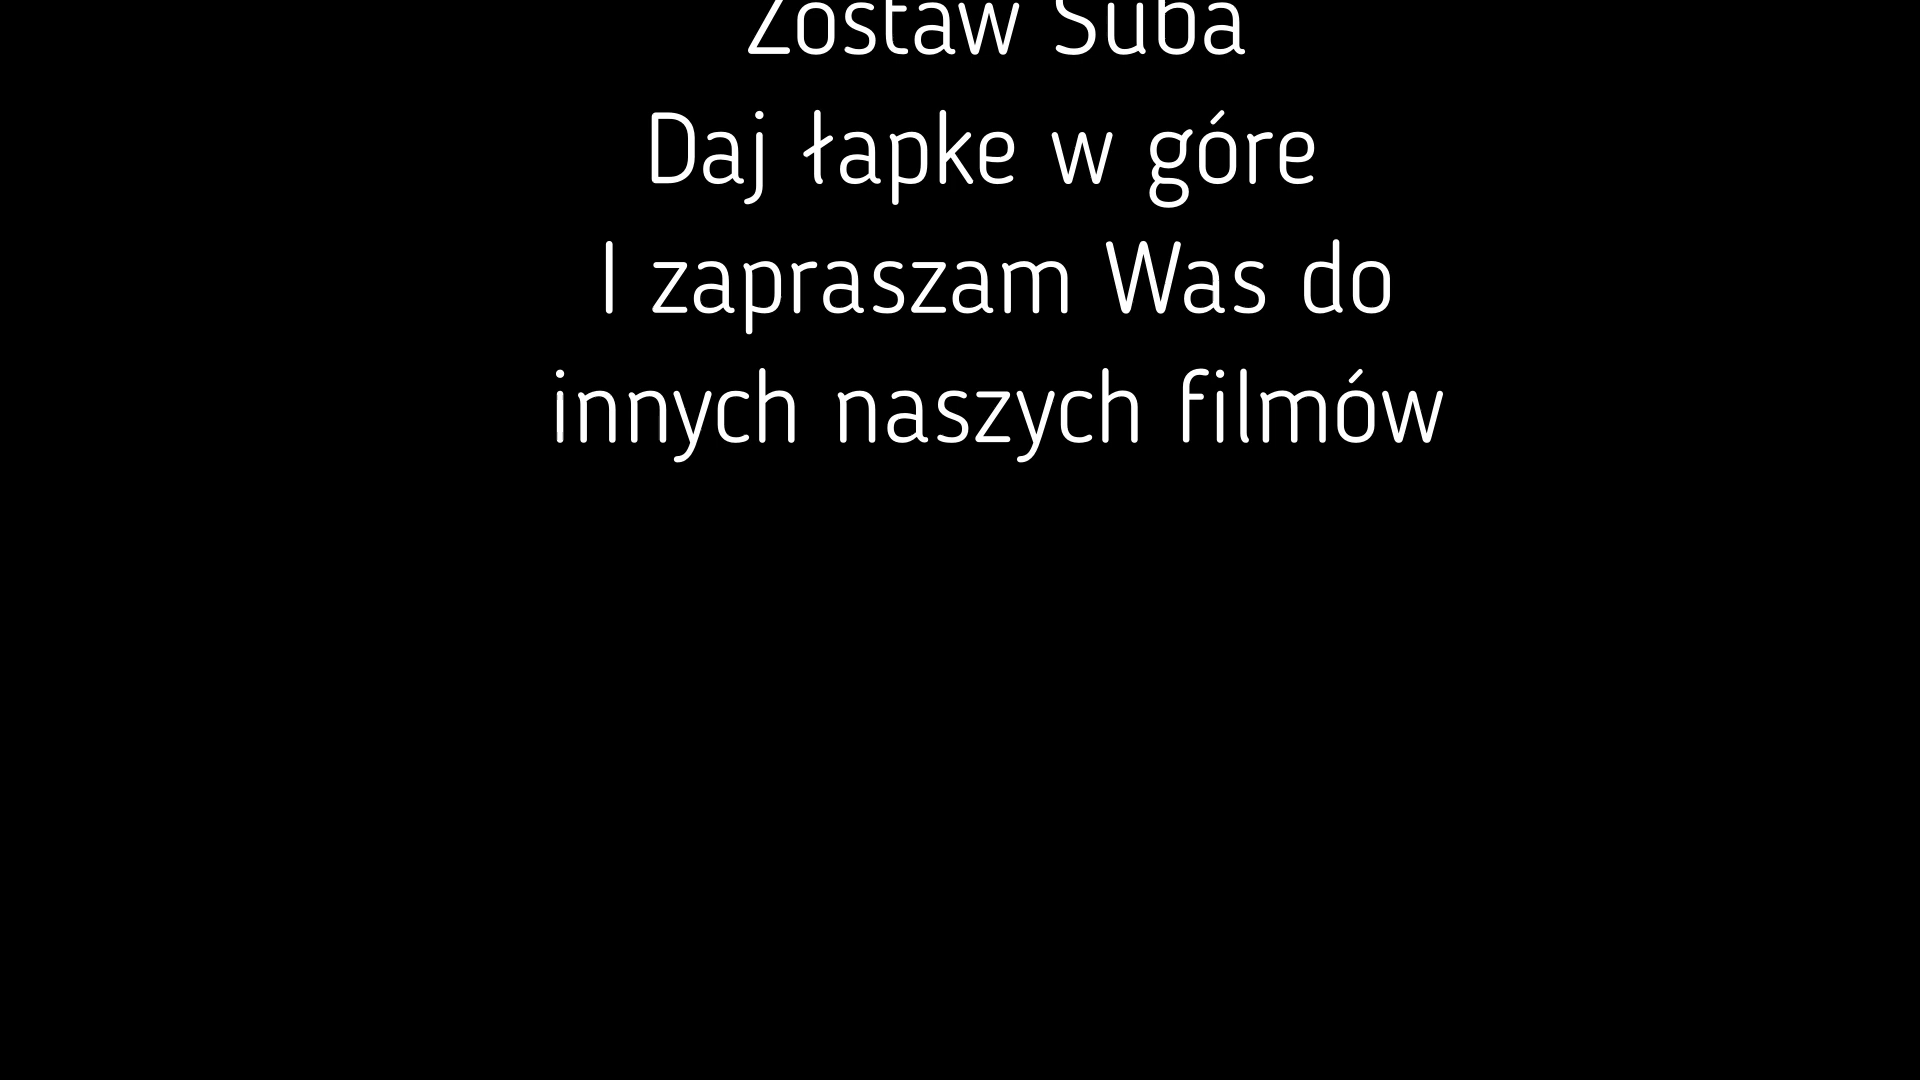 Zostaw Suba
Daj łapke w góre
I zapraszam Was do
innych naszych filmów